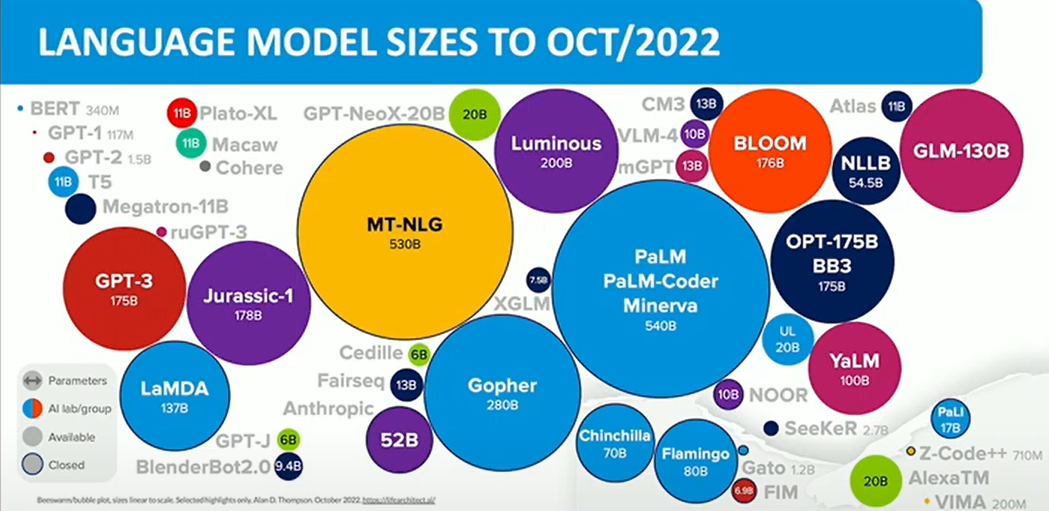 LANGUAGE MODEL SIZES TO OCT/2022
BERT 340M
GPT-1 117M
GPT-2 1.5B
11B T5
Megatron-11B
ruGPT-3
11B Plato-XL
11B Macaw
Cohere
GPT-NeoX-20B 20B
Luminous
200B
CM3 13B
VLM-4 10B
mGPT 13B
BLOOM
176B
Atlas 11B
NLLB
54.5B
GLM-130B
MT-NLG
530B
GPT-3
175B
Jurassic-1
178B
PaLM
PaLM-Coder
Minerva
540B
OPT-175B
BB3
175B
7.5B
XGLM
UL
20B
YaLM
100B
LaMDA
137B
Cedille 6B
Fairseq 13B
Anthropic
52B
Gopher
280B
10B NOOR
SeeKeR 2.7B
PaLI
17B
GPT-J 6B
BlenderBot2.0 9.4B
Chinchilla
70B
Flamingo
80B
Gato 1.2B
6.9B FIM
Z-Code++ 710M
20B AlexaTM
VIMA 200M
Parameters
AI lab/group
Available
Closed
Beeswarm/bubble plot, sizes linear to scale. Selected highlights only. Alan D. Thompson. October 2022. https://lifearchitect.ai/